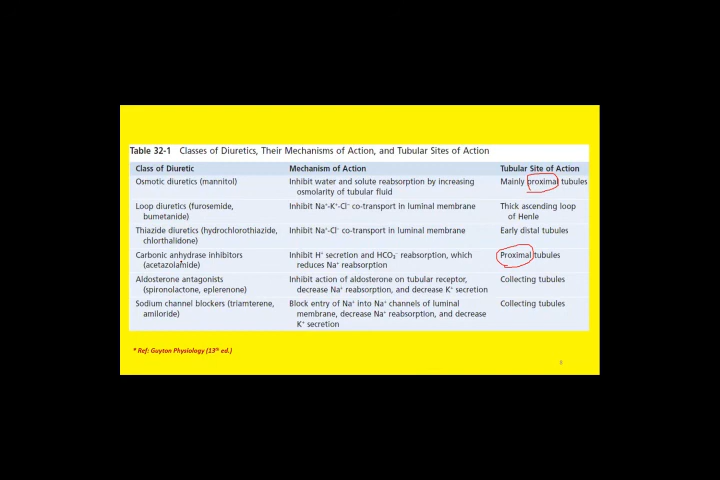 Table 32-1 Classes of Diuretics, Their Mechanisms of Action, and Tubular Sites of Action
Class of Diuretic Mechanism of Action Tubular Site of Action
Osmotic diuretics (mannitol) Inhibit water and solute reabsorption by increasing Mainly proximal tubules
osmolarity of tubular fluid
Loop diuretics (furosemide, Inhibit Na⁺-K⁺-Cl⁻ co-transport in luminal membrane Thick ascending loop
bumetanide) of Henle
Thiazide diuretics (hydrochlorothiazide, Inhibit Na⁺-Cl⁻ co-transport in luminal membrane Early distal tubules
chlorthalidone)
Carbonic anhydrase inhibitors Inhibit H⁺ secretion and HCO₃⁻ reabsorption, which Proximal tubules
(acetazolamide) reduces Na⁺ reabsorption
Aldosterone antagonists Inhibit action of aldosterone on tubular receptor, Collecting tubules
(spironolactone, eplerenone) decrease Na⁺ reabsorption, and decrease K⁺ secretion
Sodium channel blockers (triamterene, Block entry of Na⁺ into Na⁺ channels of luminal Collecting tubules
amiloride) membrane, decrease Na⁺ reabsorption, and decrease
K⁺ secretion
* Ref: Guyton Physiology (13th ed.)